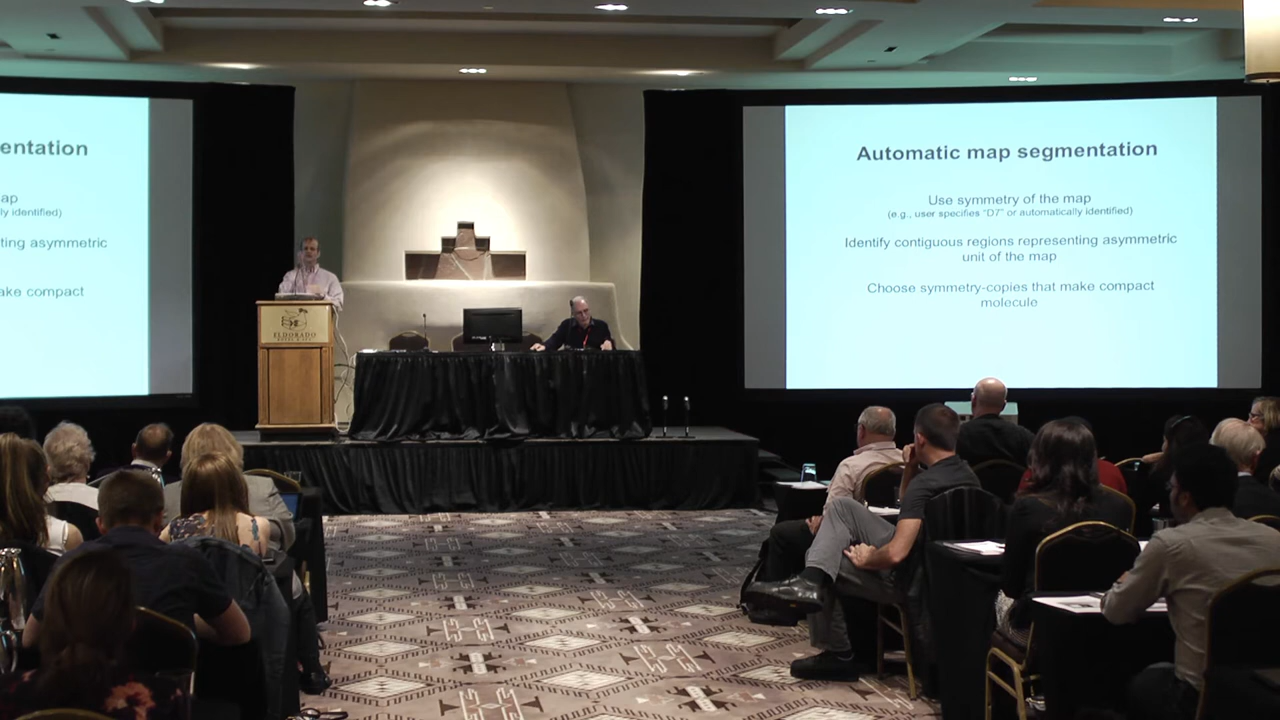 entation
ap
ly identified)
ting asymmetric
ake compact
ELDORADO
Automatic map segmentation
Use symmetry of the map
(e.g., user specifies “D7” or automatically identified)
Identify contiguous regions representing asymmetric
unit of the map
Choose symmetry-copies that make compact
molecule